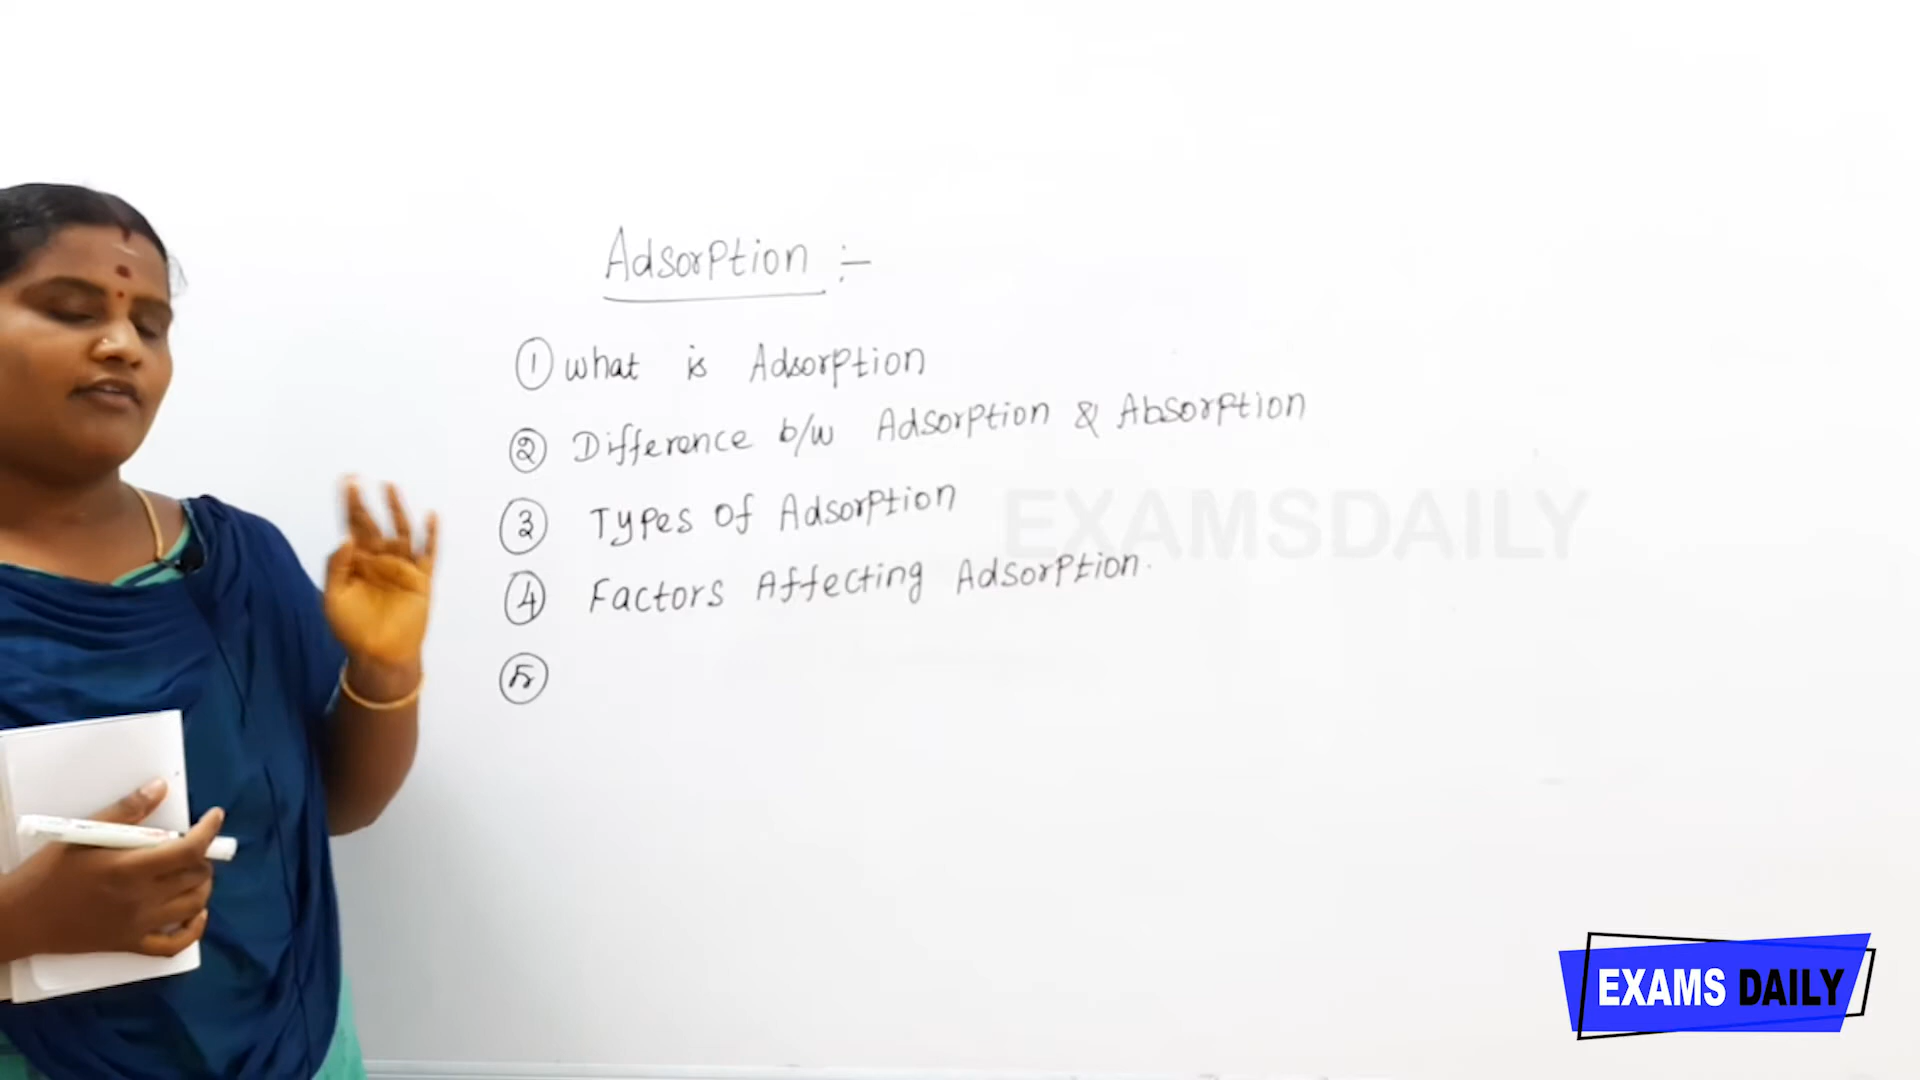 Adsorption :-
① What is Adsorption
② Difference b/w Adsorption & Absorption
③ Types of Adsorption
④ Factors Affecting Adsorption.
⑤
EXAMSDAILY
EXAMS DAILY